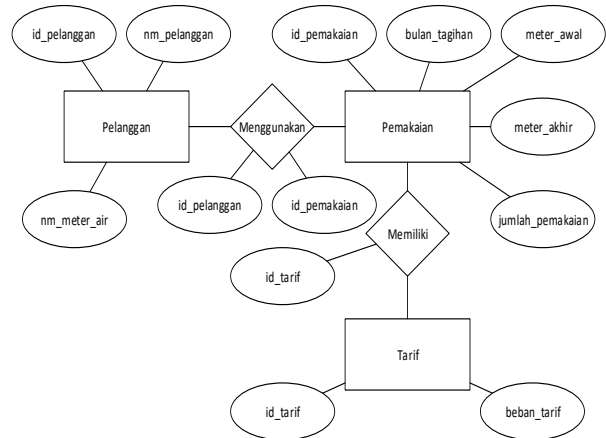 id_pelanggan
nm_pelanggan
id_pemakaian
bulan_tagihan
meter_awal
Pelanggan
Menggunakan
Pemakaian
meter_akhir
nm_meter_air
id_pelanggan
id_pemakaian
jumlah_pemakaian
Memiliki
id_tarif
Tarif
id_tarif
beban_tarif